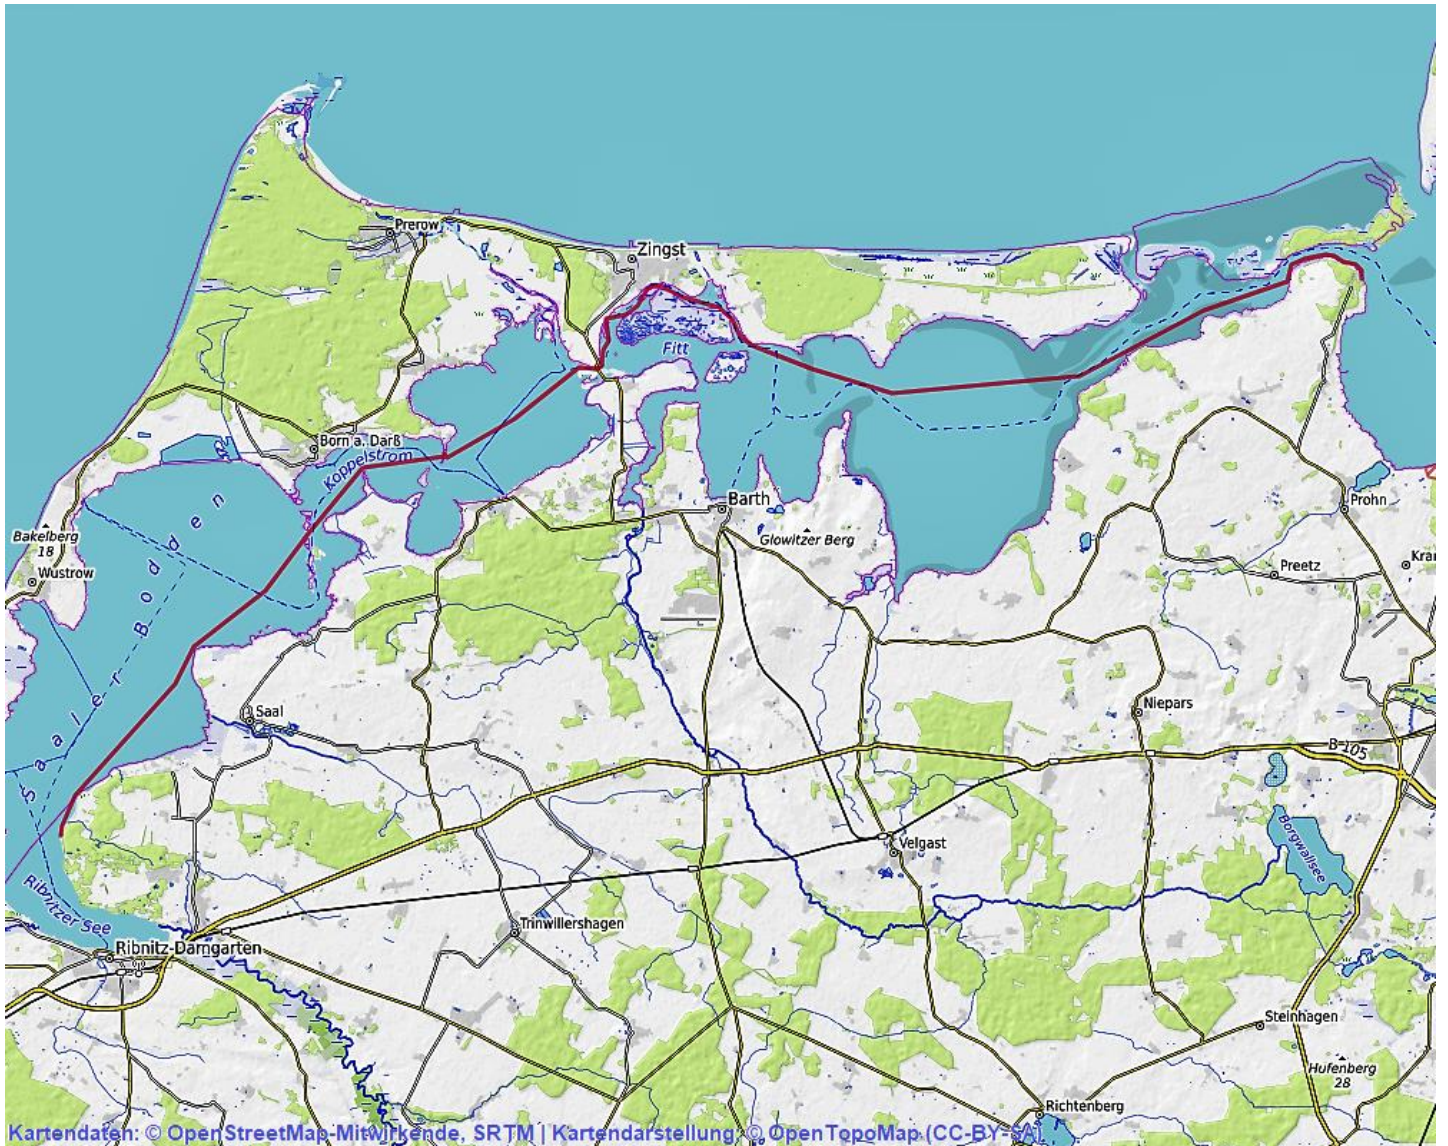 Prerow
Zingst
Fitt
Born a. Darß
Koppelstrom
Saaler Bodden
Bakelberg
18
Wustrow
Barth
Glowitzer Berg
Prohn
Preetz
Saal
Niepars
B 105
Velgast
Borgwallsee
Ribnitzer See
Ribnitz-Damgarten
Trinwillershagen
Steinhagen
Hufenberg
28
Richtenberg
Kartendaten: © OpenStreetMap-Mitwirkende, SRTM | Kartendarstellung: © OpenTopoMap (CC-BY-SA)